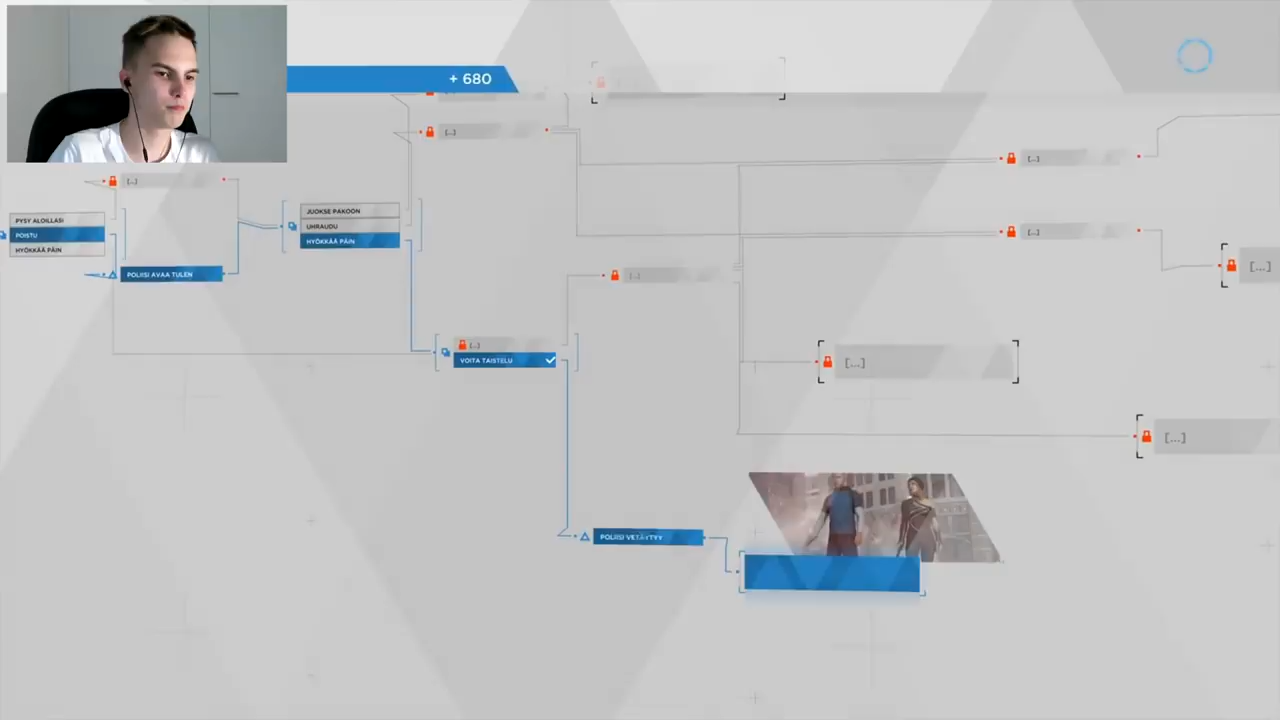 + 680
[...]
[...]
[...]
PYSY ALOILLASI
POISTU
HYÖKKÄÄ PÄIN
JUOKSE PAKOON
UHRAUDU
HYÖKKÄÄ PÄIN
[...]
[...]
POLIISI AVAA TULEN
[...]
[...]
VOITA TAISTELU
[...]
[...]
POLIISI VETÄYTYY